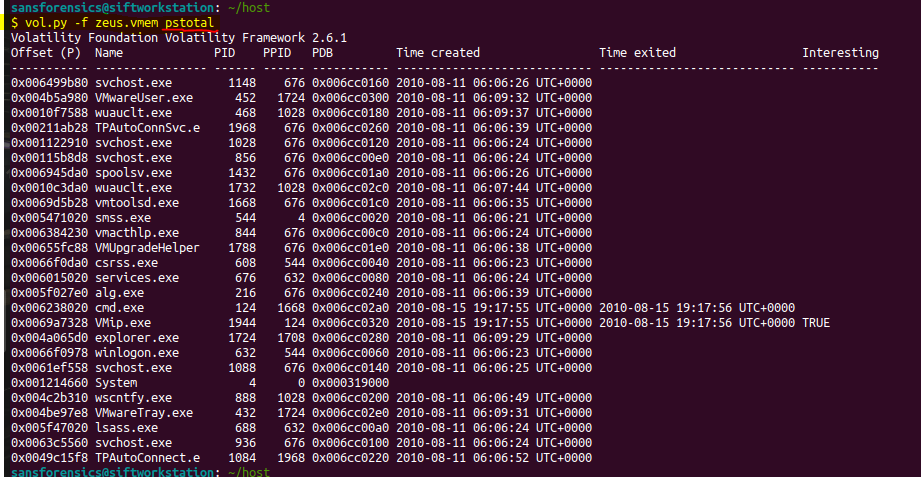 sansforensics@siftworkstation: ~/host
$ vol.py -f zeus.vmem pstotal
Volatility Foundation Volatility Framework 2.6.1
Offset (P)  Name             PID    PPID   PDB        Time created                 Time exited                  Interesting
----------- ---------------- ------ ------ ---------- ---------------------------- ---------------------------- -----------
0x006499b80 svchost.exe        1148    676 0x006cc0160 2010-08-11 06:06:26 UTC+0000
0x004b5a980 VMwareUser.exe      452   1724 0x006cc0300 2010-08-11 06:09:32 UTC+0000
0x0010f7588 wuauclt.exe         468   1028 0x006cc0180 2010-08-11 06:09:37 UTC+0000
0x00211ab28 TPAutoConnSvc.e    1968    676 0x006cc0260 2010-08-11 06:06:39 UTC+0000
0x001122910 svchost.exe        1028    676 0x006cc0120 2010-08-11 06:06:24 UTC+0000
0x00115b8d8 svchost.exe         856    676 0x006cc00e0 2010-08-11 06:06:24 UTC+0000
0x006945da0 spoolsv.exe        1432    676 0x006cc01a0 2010-08-11 06:06:26 UTC+0000
0x0010c3da0 wuauclt.exe        1732   1028 0x006cc02c0 2010-08-11 06:07:44 UTC+0000
0x0069d5b28 vmtoolsd.exe       1668    676 0x006cc01c0 2010-08-11 06:06:35 UTC+0000
0x005471020 smss.exe            544      4 0x006cc0020 2010-08-11 06:06:21 UTC+0000
0x006384230 vmacthlp.exe        844    676 0x006cc00c0 2010-08-11 06:06:24 UTC+0000
0x00655fc88 VMUpgradeHelper    1788    676 0x006cc01e0 2010-08-11 06:06:38 UTC+0000
0x0066f0da0 csrss.exe           608    544 0x006cc0040 2010-08-11 06:06:23 UTC+0000
0x006015020 services.exe        676    632 0x006cc0080 2010-08-11 06:06:24 UTC+0000
0x005f027e0 alg.exe             216    676 0x006cc0240 2010-08-11 06:06:39 UTC+0000
0x006238020 cmd.exe             124   1668 0x006cc02a0 2010-08-15 19:17:55 UTC+0000 2010-08-15 19:17:56 UTC+0000
0x0069a7328 VMip.exe           1944    124 0x006cc0320 2010-08-15 19:17:55 UTC+0000 2010-08-15 19:17:56 UTC+0000 TRUE
0x004a065d0 explorer.exe       1724   1708 0x006cc0280 2010-08-11 06:09:29 UTC+0000
0x0066f0978 winlogon.exe        632    544 0x006cc0060 2010-08-11 06:06:23 UTC+0000
0x0061ef558 svchost.exe        1088    676 0x006cc0140 2010-08-11 06:06:25 UTC+0000
0x001214660 System                4      0 0x000319000
0x004c2b310 wscntfy.exe         888   1028 0x006cc0200 2010-08-11 06:06:49 UTC+0000
0x004be97e8 VMwareTray.exe      432   1724 0x006cc02e0 2010-08-11 06:09:31 UTC+0000
0x005f47020 lsass.exe           688    632 0x006cc00a0 2010-08-11 06:06:24 UTC+0000
0x0063c5560 svchost.exe         936    676 0x006cc0100 2010-08-11 06:06:24 UTC+0000
0x0049c15f8 TPAutoConnect.e    1084   1968 0x006cc0220 2010-08-11 06:06:52 UTC+0000
sansforensics@siftworkstation: ~/host